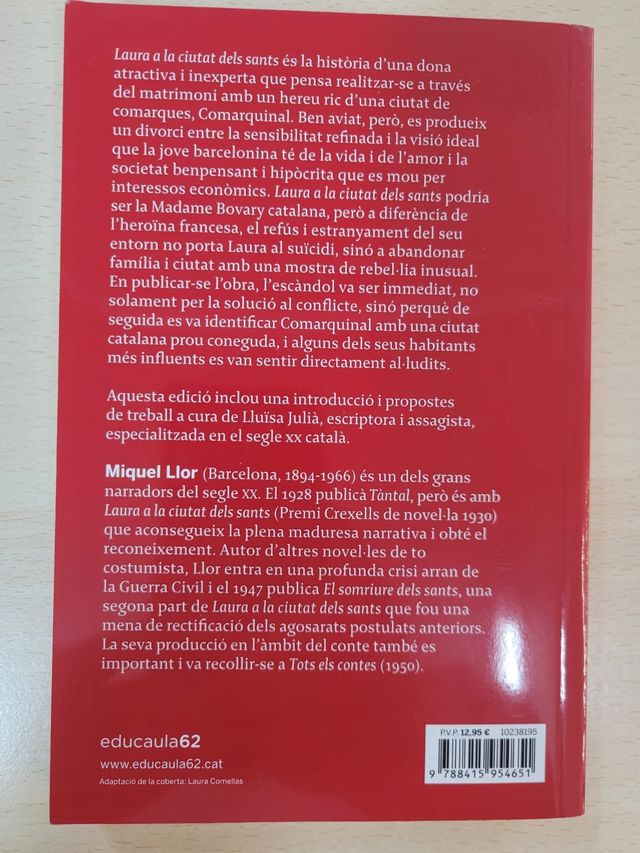 Laura a la ciutat dels sants és la història d'una dona
atractiva i inexperta que pensa realitzar-se a través
del matrimoni amb un hereu ric d'una ciutat de
comarques, Comarquinal. Ben aviat, però, es produeix
un divorci entre la sensibilitat refinada i la visió ideal
que la jove barcelonina té de la vida i de l'amor i la
societat benpensant i hipòcrita que es mou per
interessos econòmics. Laura a la ciutat dels sants podria
ser la Madame Bovary catalana, però a diferència de
l'heroïna francesa, el refús i estranyament del seu
entorn no porta Laura al suïcidi, sinó a abandonar
família i ciutat amb una mostra de rebel·lia inusual.
En publicar-se l'obra, l'escàndol va ser immediat, no
solament per la solució al conflicte, sinó perquè de
seguida es va identificar Comarquinal amb una ciutat
catalana prou coneguda, i alguns dels seus habitants
més influents es van sentir directament al·ludits.
Aquesta edició inclou una introducció i propostes
de treball a cura de Lluïsa Julià, escriptora i assagista,
especialitzada en el segle XX català.
Miquel Llor (Barcelona, 1894-1966) és un dels grans
narradors del segle XX. El 1928 publicà Tàntal, però és amb
Laura a la ciutat dels sants (Premi Crexells de novel·la 1930)
que aconsegueix la plena maduresa narrativa i obté el
reconeixement. Autor d'altres novel·les de to
costumista, Llor entra en una profunda crisi arran de
la Guerra Civil i el 1947 publica El somriure dels sants, una
segona part de Laura a la ciutat dels sants que fou una
mena de rectificació dels agosarats postulats anteriors.
La seva producció en l'àmbit del conte també es
important i va recollir-se a Tots els contes (1950).
educaula62
www.educaula62.cat
Adaptació de la coberta: Laura Comellas
P.V.P. 12,95 € 10238195
9 788415 954651